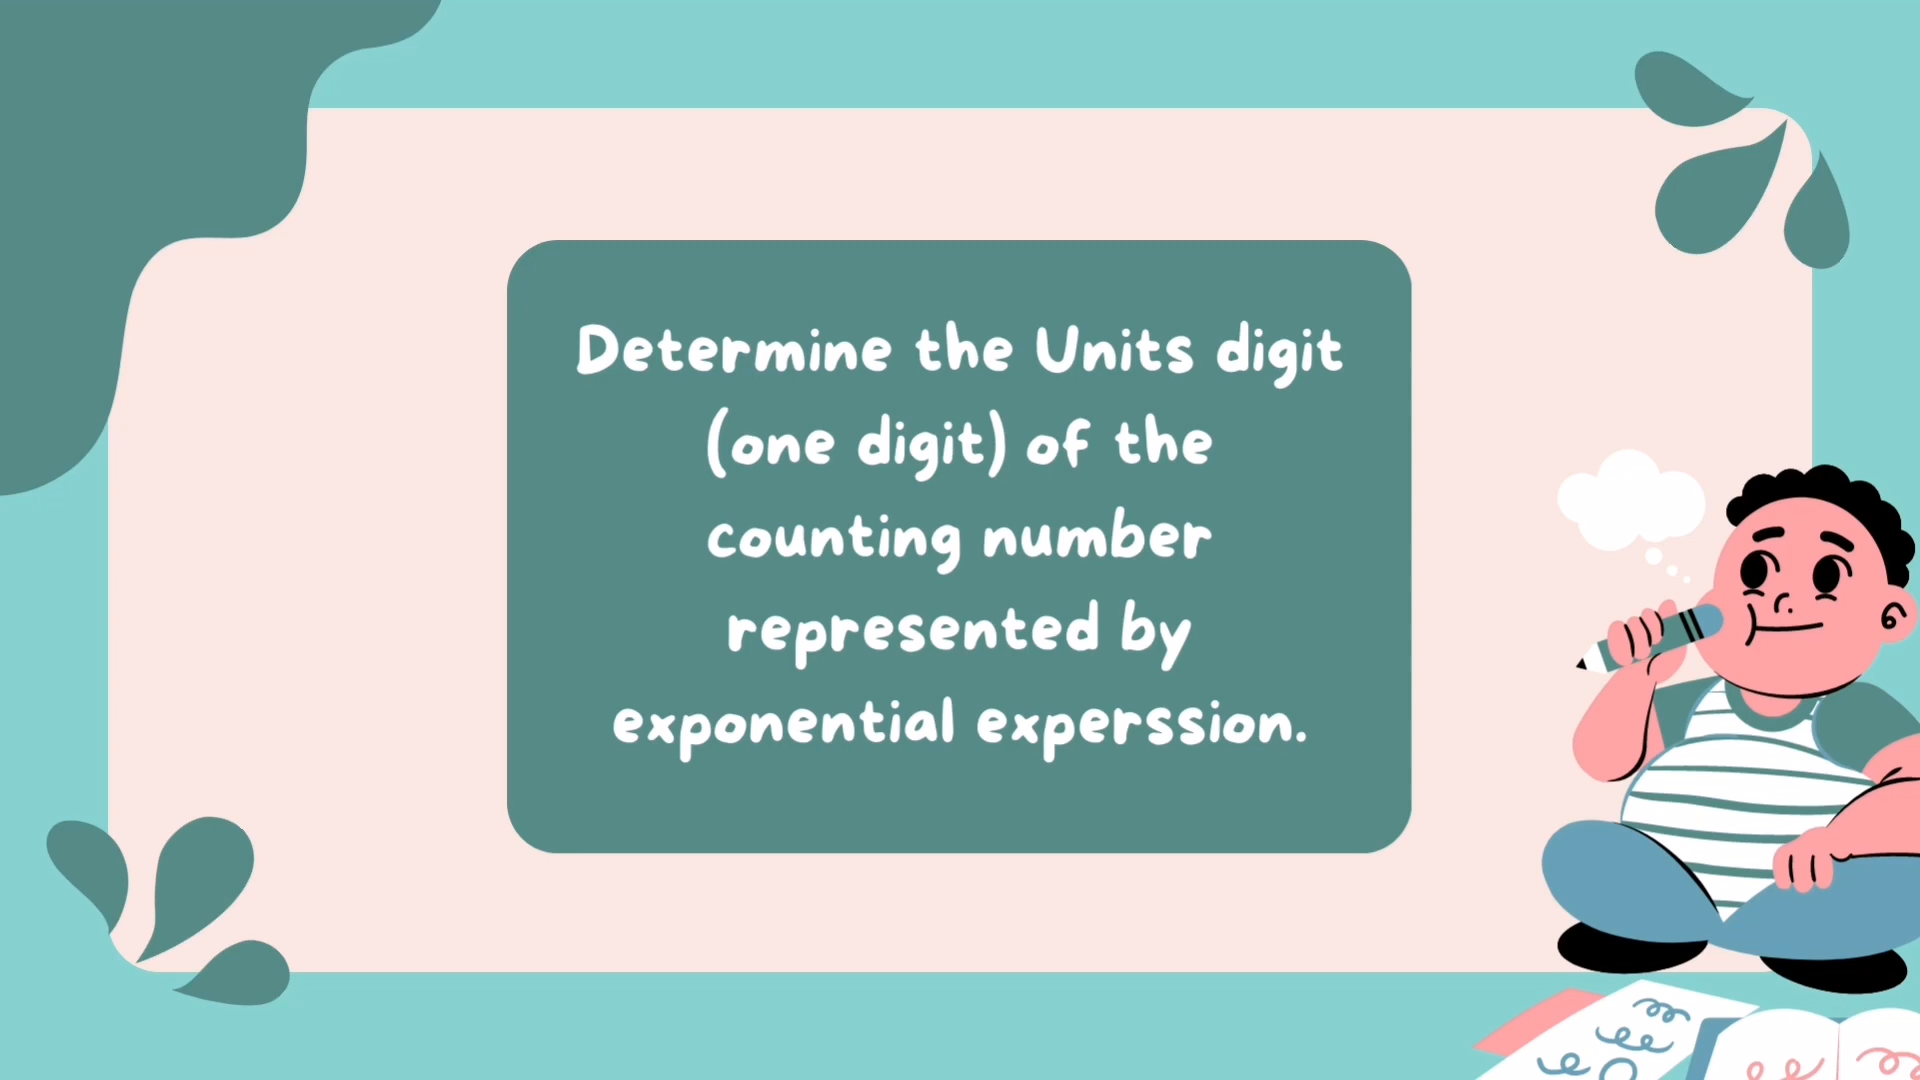 Determine the Units digit
(one digit) of the
counting number
represented by
exponential experssion.